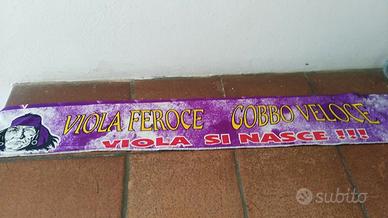 VIOLA FEROCE GOBBO VELOCE
VIOLA SI NASCE !!!
subito